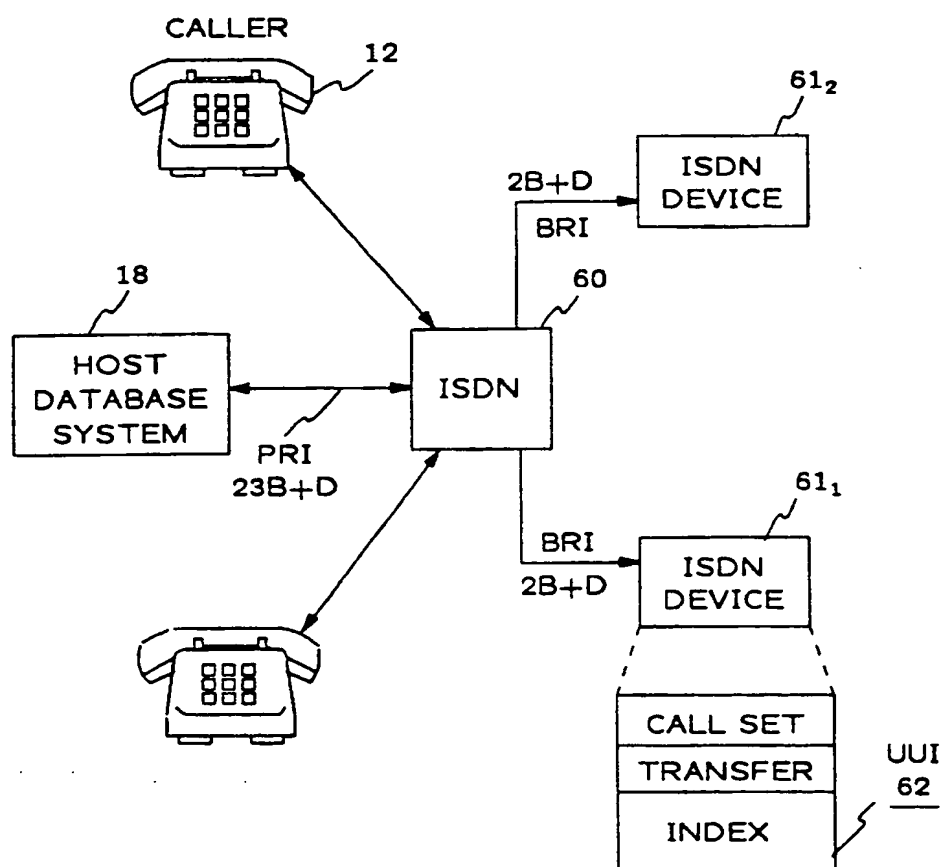 CALLER
12
61₂
ISDN
DEVICE
2B+D
BRI
18
60
HOST
DATABASE
SYSTEM
ISDN
PRI
23B+D
61₁
BRI
2B+D
ISDN
DEVICE
CALL SET
TRANSFER
INDEX
UUI
62